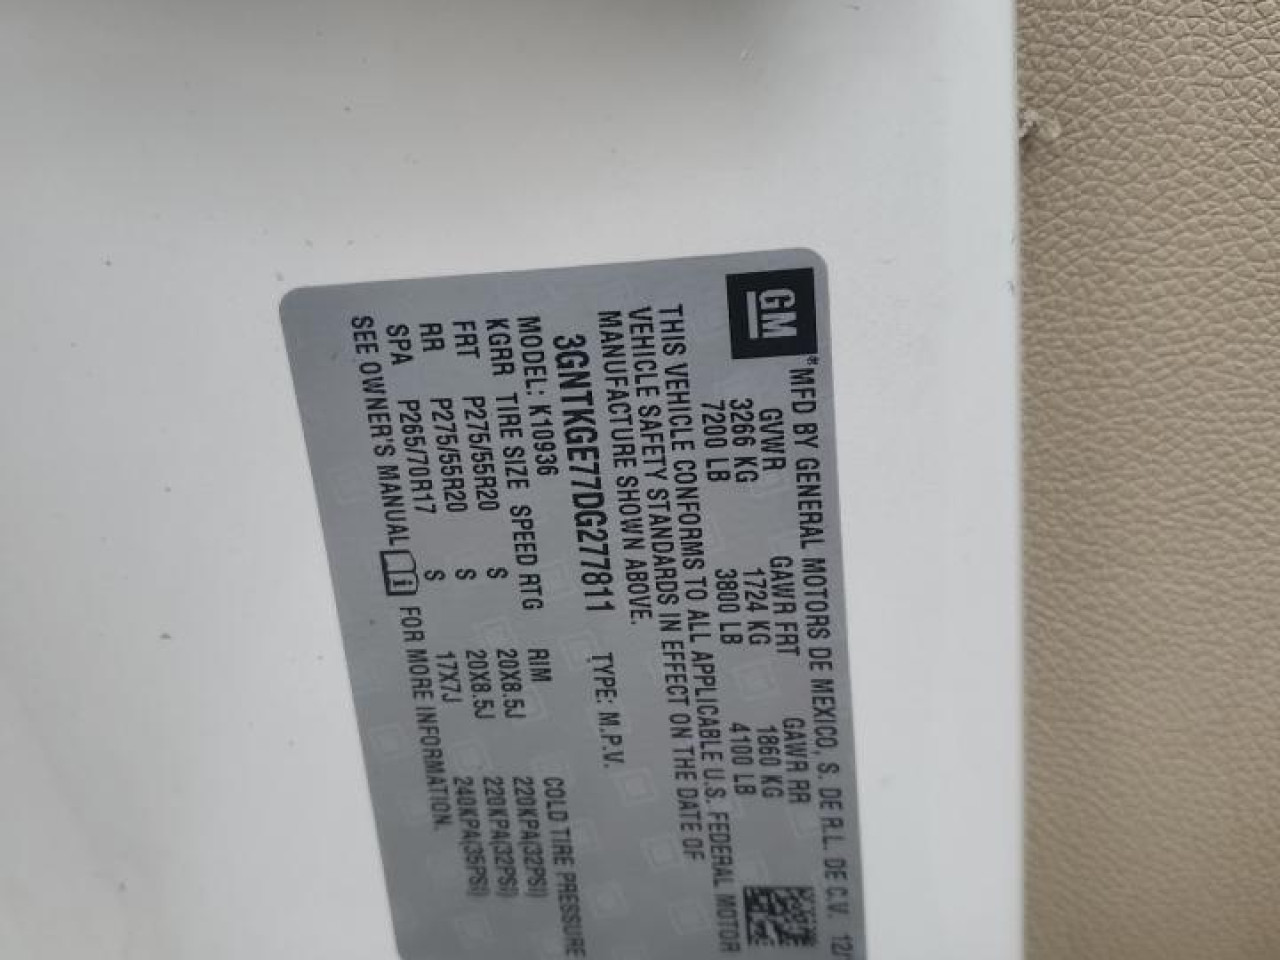 GM
® MFD BY GENERAL MOTORS DE MEXICO, S. DE R.L. DE C.V. 12/
GVWR GAWR FRT GAWR RR
3266 KG 1724 KG 1860 KG
7200 LB 3800 LB 4100 LB
THIS VEHICLE CONFORMS TO ALL APPLICABLE U.S. FEDERAL MOTOR
VEHICLE SAFETY STANDARDS IN EFFECT ON THE DATE OF
MANUFACTURE SHOWN ABOVE.
3GNTKGE77DG277811 TYPE: M.P.V.
MODEL: K10936
KGRR TIRE SIZE SPEED RTG RIM COLD TIRE PRESSURE
FRT P275/55R20 S 20X8.5J 220KPA(32PSI)
RR P275/55R20 S 20X8.5J 220KPA(32PSI)
SPA P265/70R17 S 17X7J 240KPA(35PSI)
SEE OWNER'S MANUAL FOR MORE INFORMATION.